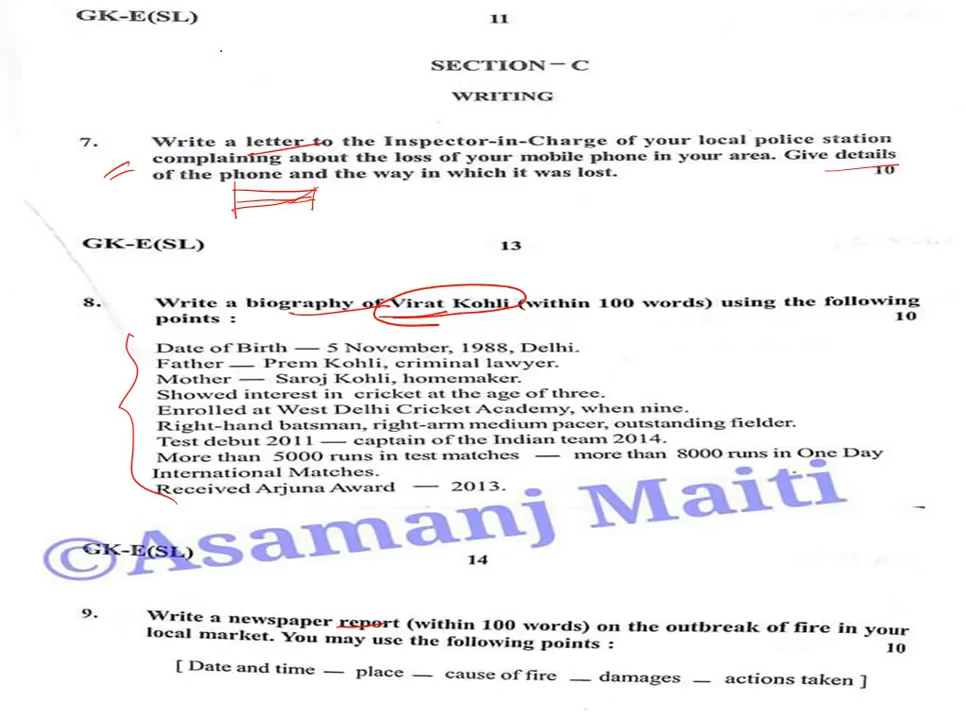 GK-E(SL)
11
SECTION — C
WRITING
7. Write a letter to the Inspector-in-Charge of your local police station
complaining about the loss of your mobile phone in your area. Give details
of the phone and the way in which it was lost. 10
GK-E(SL)
13
8. Write a biography of Virat Kohli (within 100 words) using the following
points : 10
Date of Birth — 5 November, 1988, Delhi.
Father — Prem Kohli, criminal lawyer.
Mother — Saroj Kohli, homemaker.
Showed interest in cricket at the age of three.
Enrolled at West Delhi Cricket Academy, when nine.
Right-hand batsman, right-arm medium pacer, outstanding fielder.
Test debut 2011 — captain of the Indian team 2014.
More than 5000 runs in test matches — more than 8000 runs in One Day
International Matches.
Received Arjuna Award — 2013.
©Asamanj Maiti
GK-E(SL)
14
9. Write a newspaper report (within 100 words) on the outbreak of fire in your
local market. You may use the following points : 10
[ Date and time — place — cause of fire — damages — actions taken ]